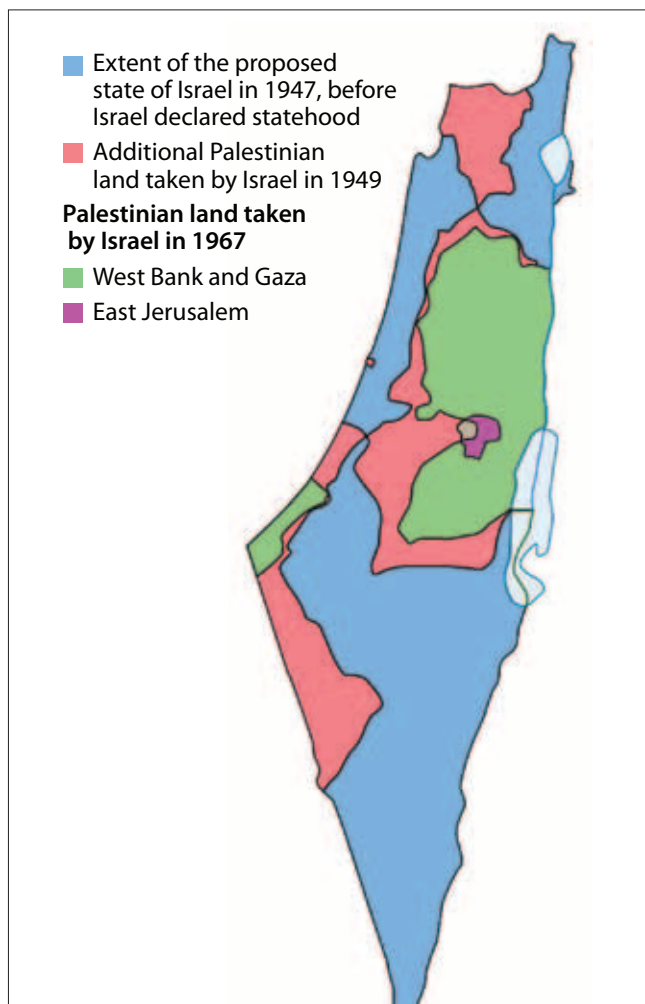 Extent of the proposed
state of Israel in 1947, before
Israel declared statehood
Additional Palestinian
land taken by Israel in 1949
Palestinian land taken
by Israel in 1967
West Bank and Gaza
East Jerusalem